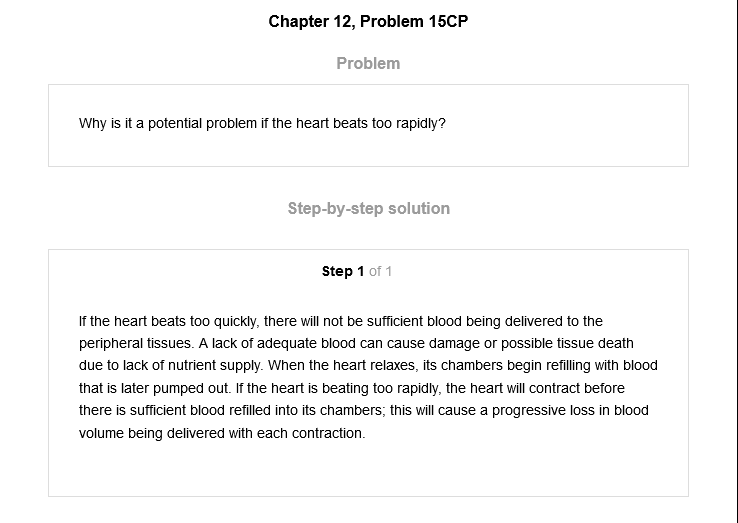 Chapter 12, Problem 15CP
Problem
Why is it a potential problem if the heart beats too rapidly?
Step-by-step solution
Step 1 of 1
If the heart beats too quickly, there will not be sufficient blood being delivered to the
peripheral tissues. A lack of adequate blood can cause damage or possible tissue death
due to lack of nutrient supply. When the heart relaxes, its chambers begin refilling with blood
that is later pumped out. If the heart is beating too rapidly, the heart will contract before
there is sufficient blood refilled into its chambers; this will cause a progressive loss in blood
volume being delivered with each contraction.